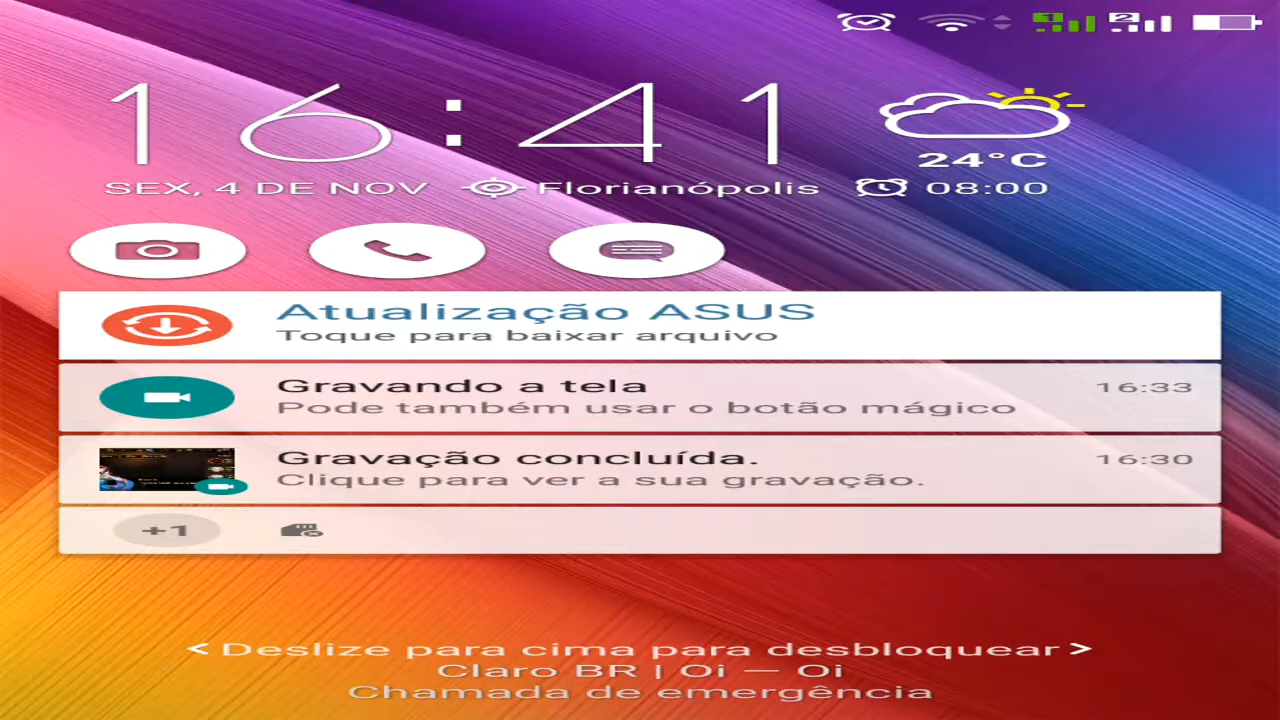 1 2
16:41
24°C
SEX, 4 DE NOV Florianópolis 08:00
Atualização ASUS
Toque para baixar arquivo
Gravando a tela 16:33
Pode também usar o botão mágico
Gravação concluída. 16:30
Clique para ver a sua gravação.
+1
< Deslize para cima para desbloquear >
Claro BR | Oi — Oi
Chamada de emergência